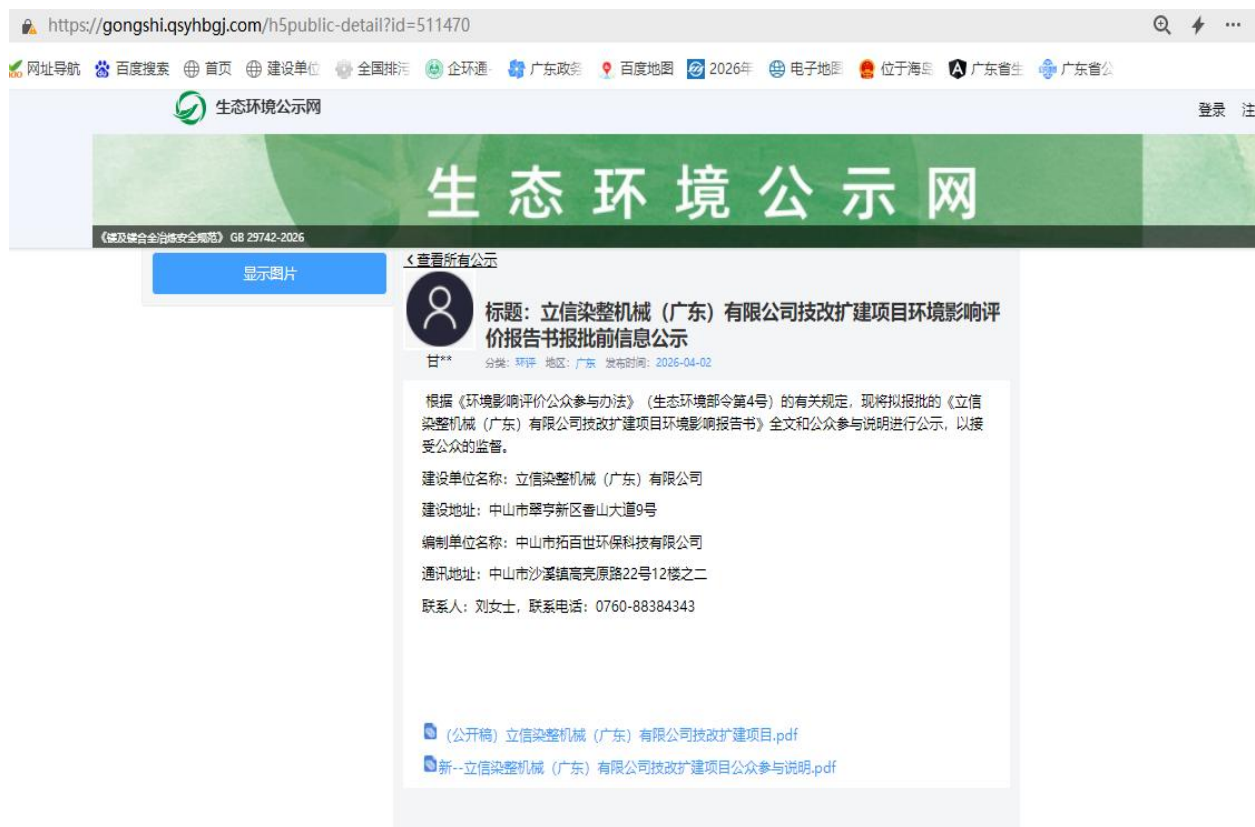 https://gongshi.qsyhbgj.com/h5public-detail?id=511470
网址导航 百度搜索 首页 建设单位 全国排污 企环通 广东政务 百度地图 2026年 电子地图 位于海岛 广东省生 广东省公
生态环境公示网
登录 注
生态环境公示网
《镁及镁合金冶炼安全规范》 GB 29742-2026
显示图片
查看所有公示
标题：立信染整机械（广东）有限公司技改扩建项目环境影响评
价报告书报批前信息公示
甘** 分类：环评 地区：广东 发布时间：2026-04-02
根据《环境影响评价公众参与办法》（生态环境部令第4号）的有关规定，现将拟报批的《立信
染整机械（广东）有限公司技改扩建项目环境影响报告书》全文和公众参与说明进行公示，以接
受公众的监督。
建设单位名称：立信染整机械（广东）有限公司
建设地址：中山市翠亨新区香山大道9号
编制单位名称：中山市拓百世环保科技有限公司
通讯地址：中山市沙溪镇高亮原路22号12楼之二
联系人：刘女士，联系电话：0760-88384343
（公开稿）立信染整机械（广东）有限公司技改扩建项目.pdf
新--立信染整机械（广东）有限公司技改扩建项目公众参与说明.pdf